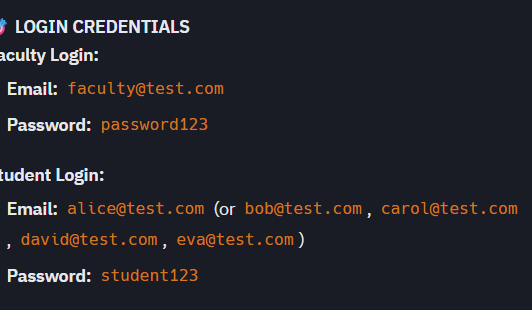 LOGIN CREDENTIALS
aculty Login:
Email: faculty@test.com
Password: password123
tudent Login:
Email: alice@test.com (or bob@test.com, carol@test.com
, david@test.com, eva@test.com)
Password: student123